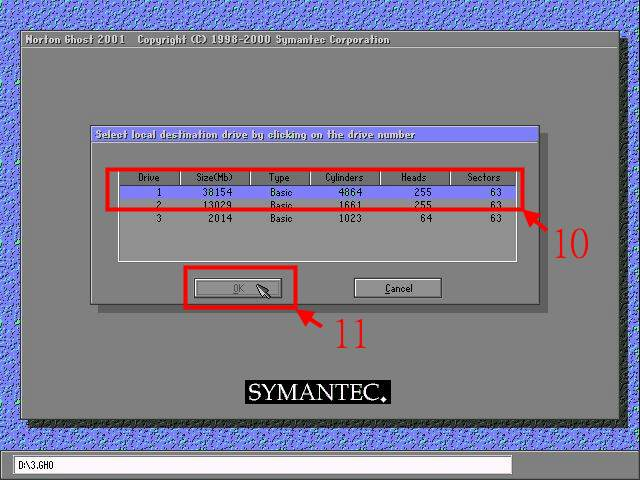 Norton Ghost 2001 Copyright (C) 1998-2000 Symantec Corporation
Select local destination drive by clicking on the drive number
Drive Size(Mb) Type Cylinders Heads Sectors
1 38154 Basic 4864 255 63
2 13029 Basic 1661 255 63
3 2014 Basic 1023 64 63
10
OK Cancel
11
SYMANTEC.
D:\3.GHO